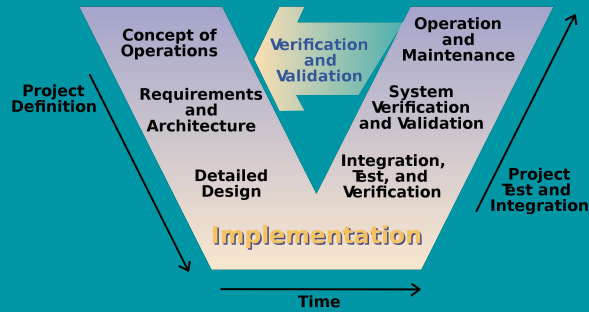 Concept of
Operations
Verification
and
Validation
Operation
and
Maintenance
Project
Definition
Requirements
and
Architecture
System
Verification
and Validation
Detailed
Design
Integration,
Test, and
Verification
Project
Test and
Integration
Implementation
Time